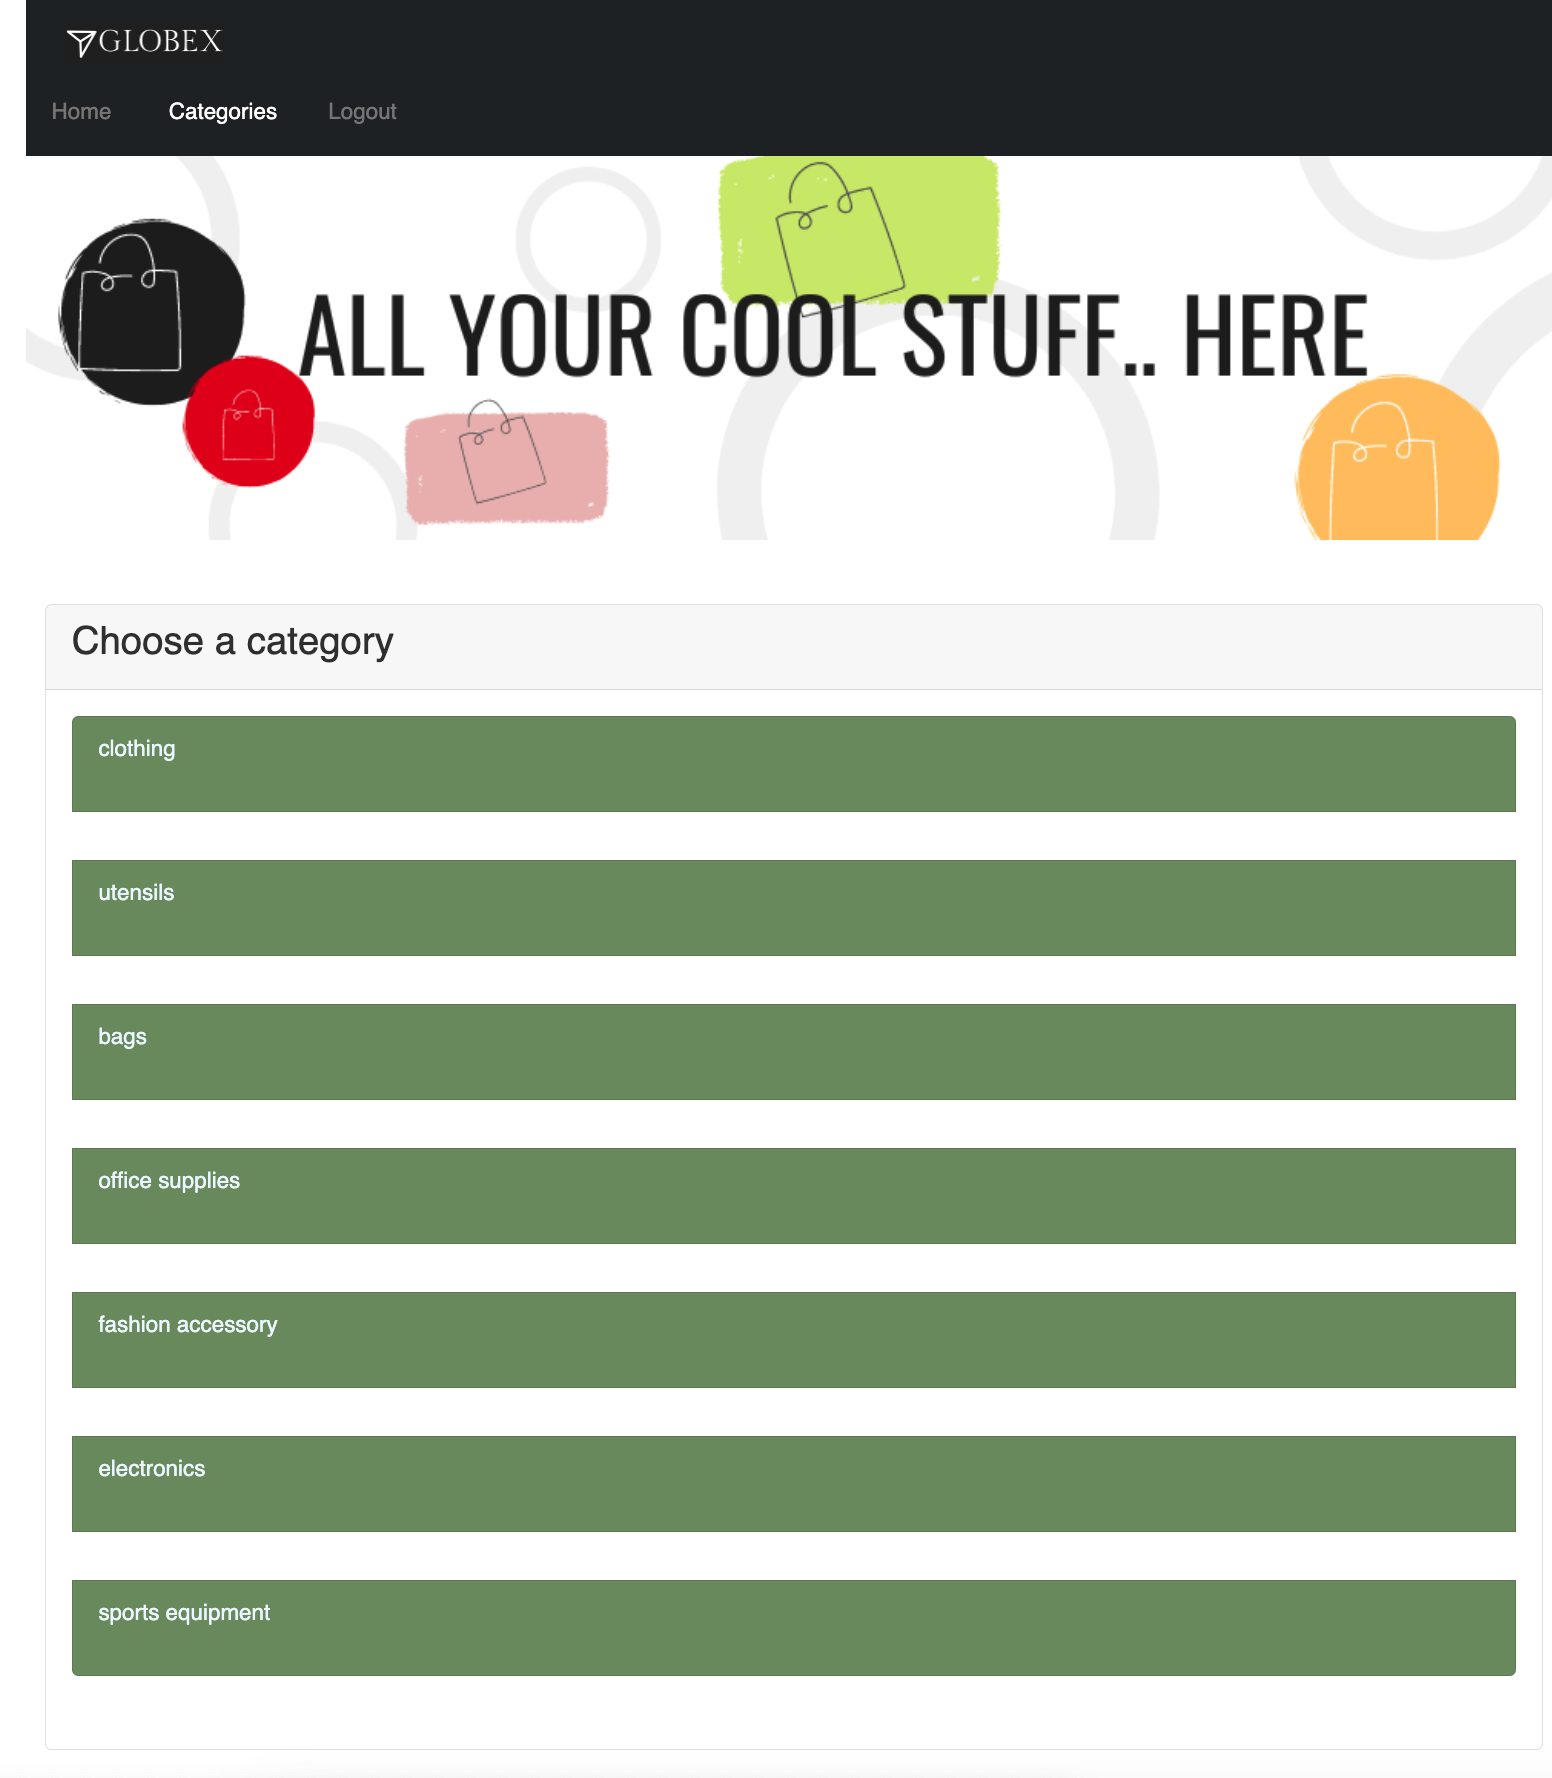 GLOBEX
Home Categories Logout
ALL YOUR COOL STUFF.. HERE
Choose a category
clothing
utensils
bags
office supplies
fashion accessory
electronics
sports equipment